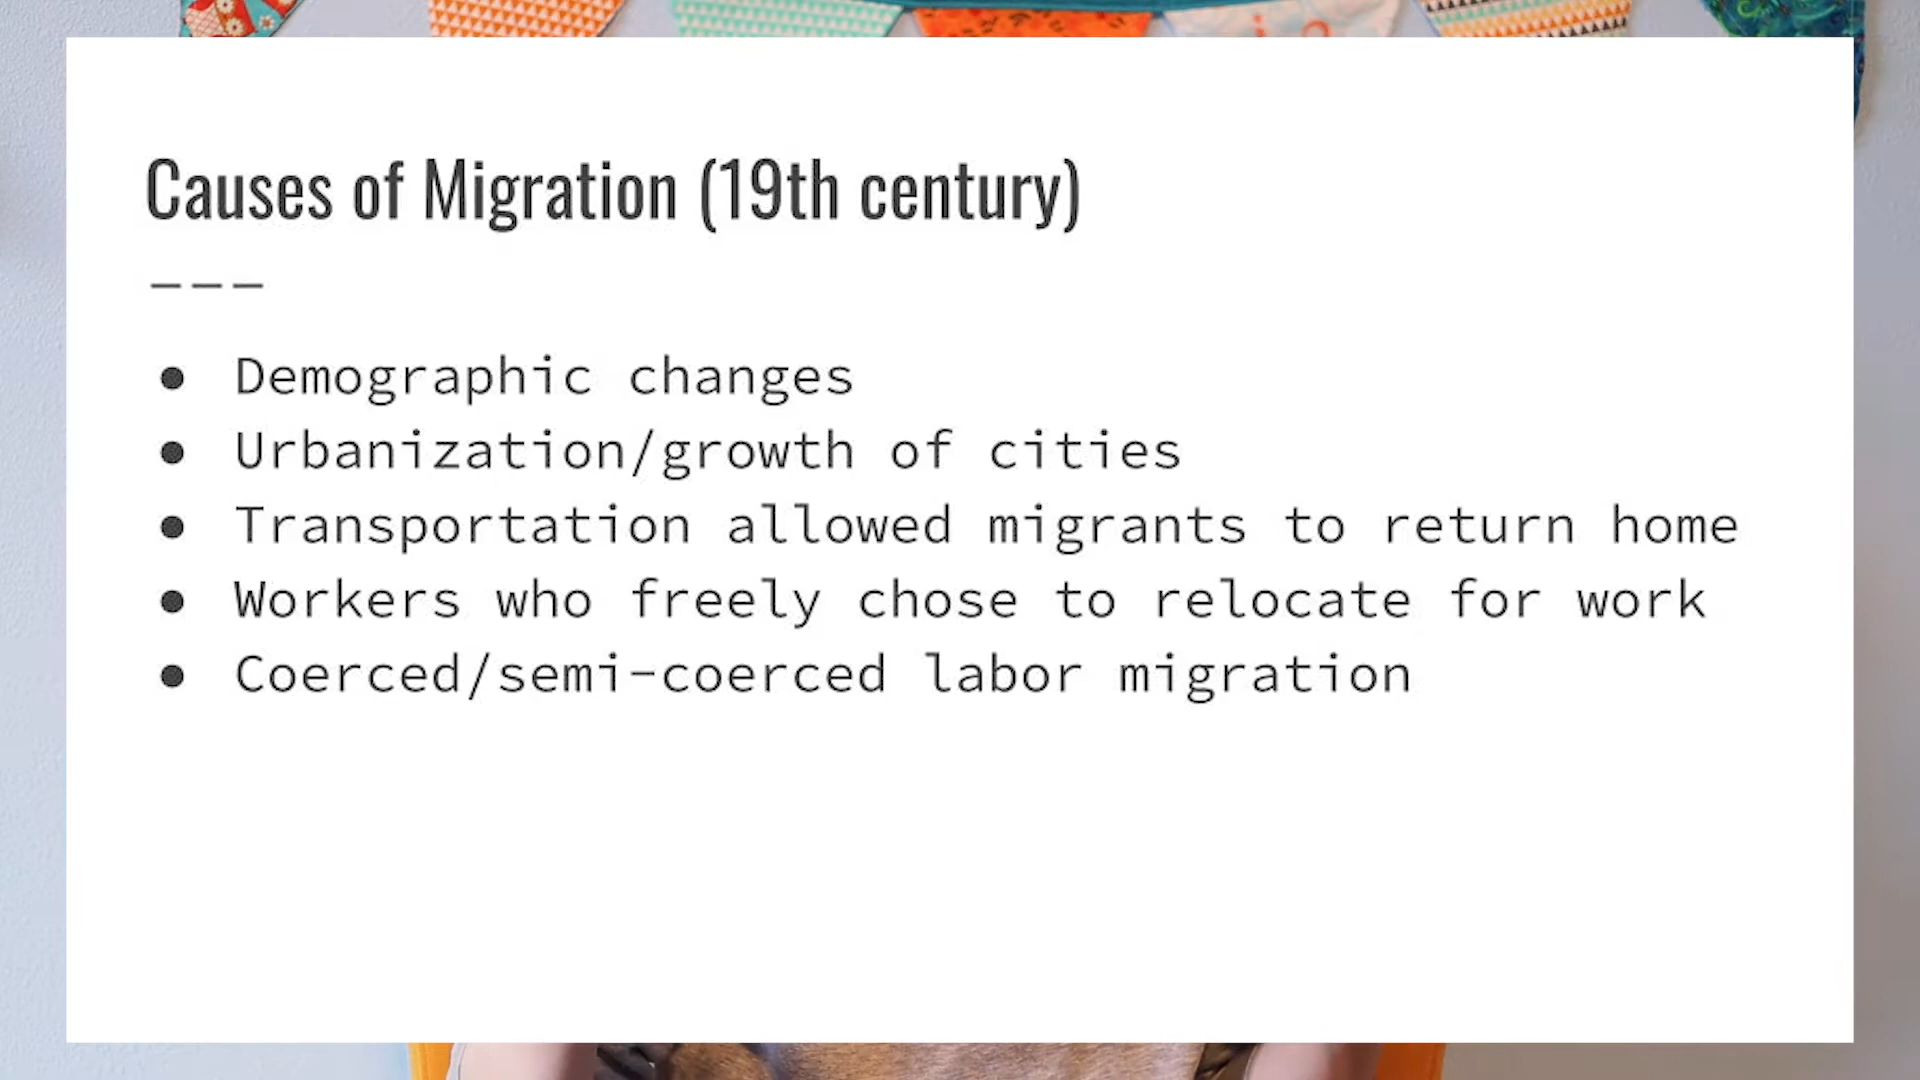 Causes of Migration (19th century)
---
● Demographic changes
● Urbanization/growth of cities
● Transportation allowed migrants to return home
● Workers who freely chose to relocate for work
● Coerced/semi-coerced labor migration